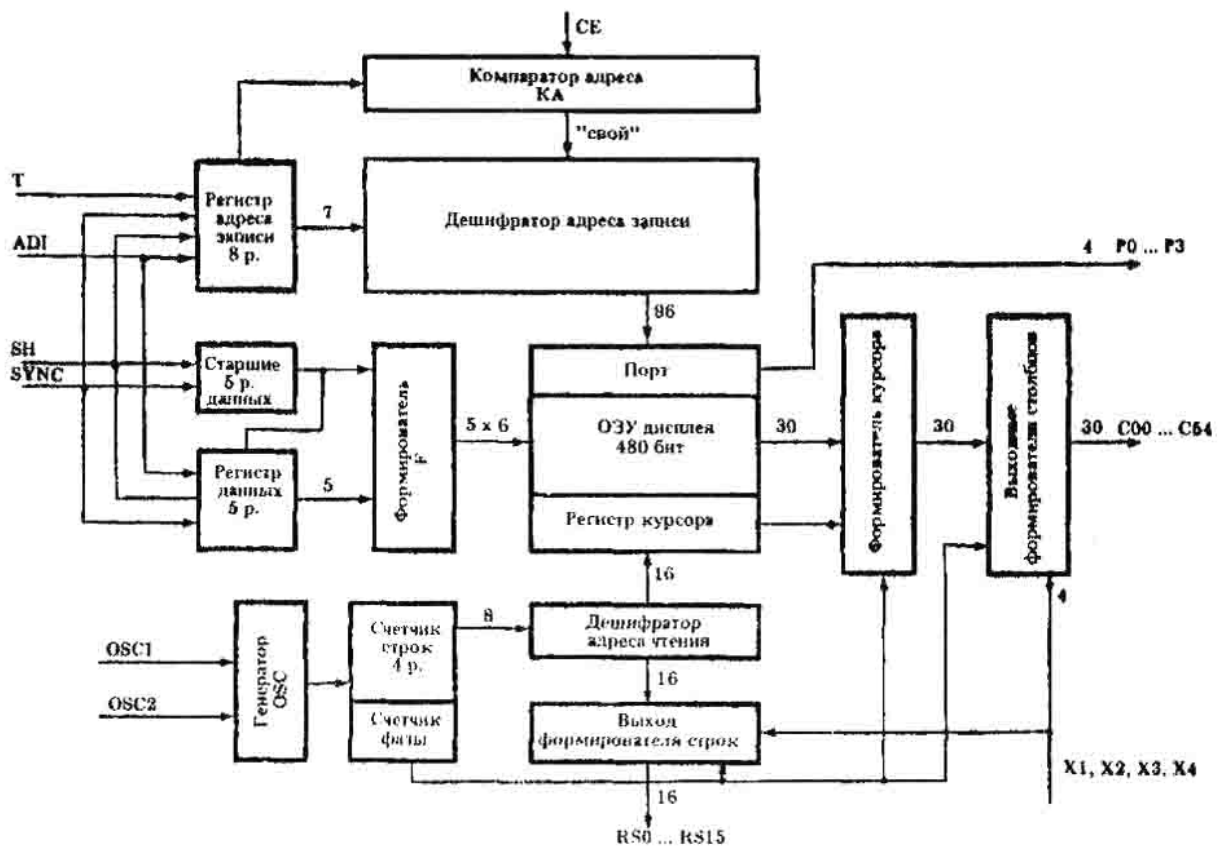 CE
Компаратор адреса
КА
"свой"
T
Регистр
адреса
записи
8 р.
7
Дешифратор адреса записи
ADI
4 P0 ... P3
96
SH
SYNC
Старшие
5 р.
данных
Формирователь
F
5 x 6
Порт
ОЗУ дисплея
480 бит
Регистр курсора
30
Формирователь курсора
30
Выходные
формирователи столбцов
30 C00 ... C54
Регистр
данных
5 р.
5
16
4
OSC1
OSC2
Генератор
OSC
Счетчик
строк
4 р.
Счетчик
фазы
8
Дешифратор
адреса чтения
16
Выход
формирователя строк
X1, X2, X3, X4
16
RS0 ... RS15